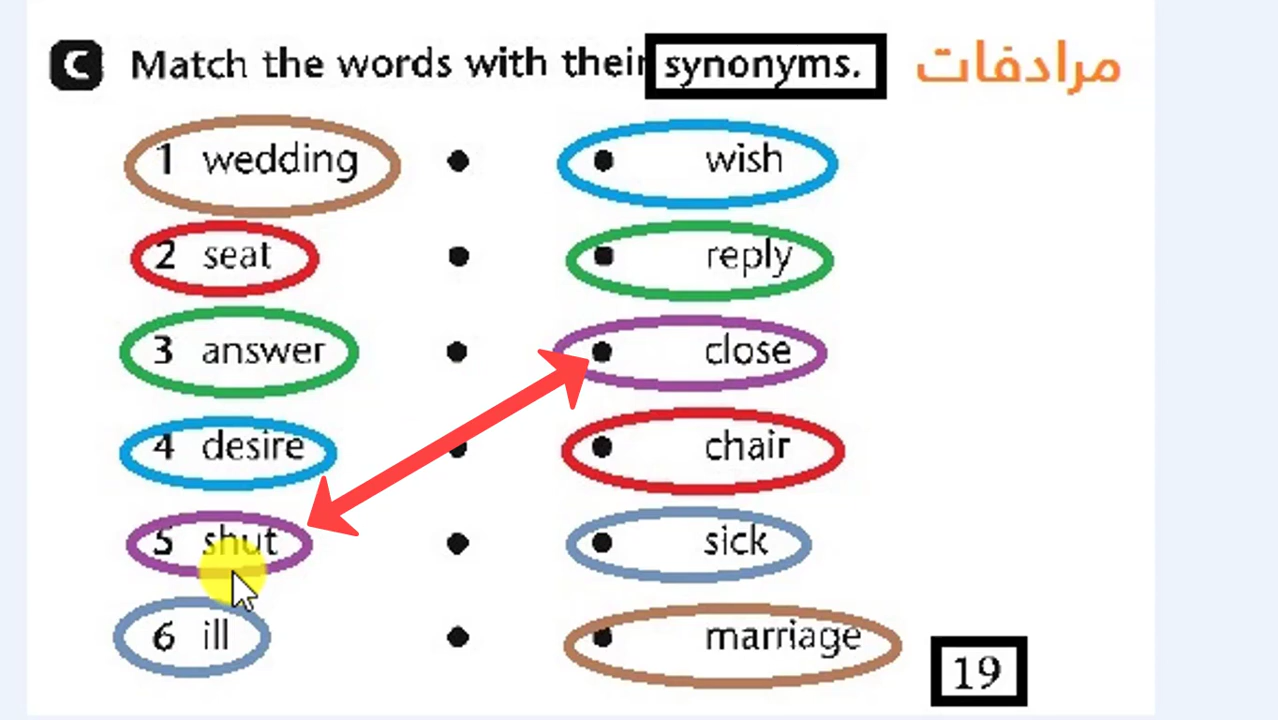 C Match the words with their synonyms. مرادفات
1 wedding • • wish
2 seat • • reply
3 answer • • close
4 desire • • chair
5 shut • • sick
6 ill • • marriage
19